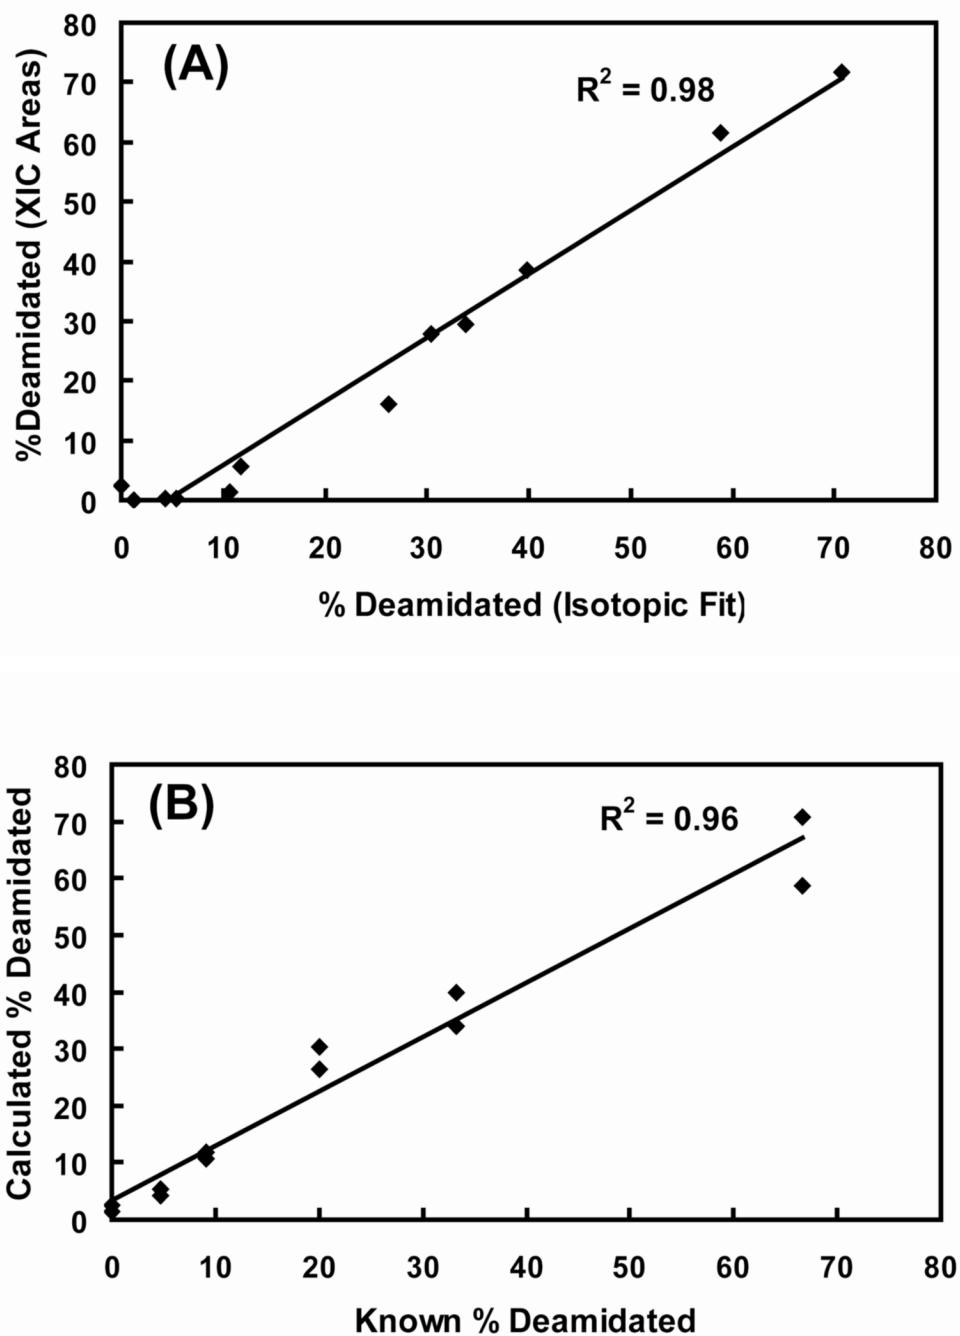 (A)
R² = 0.98
%Deamidated (XIC Areas)
80
70
60
50
40
30
20
10
0
0 10 20 30 40 50 60 70 80
% Deamidated (Isotopic Fit)
(B)
R² = 0.96
Calculated % Deamidated
80
70
60
50
40
30
20
10
0
0 10 20 30 40 50 60 70 80
Known % Deamidated